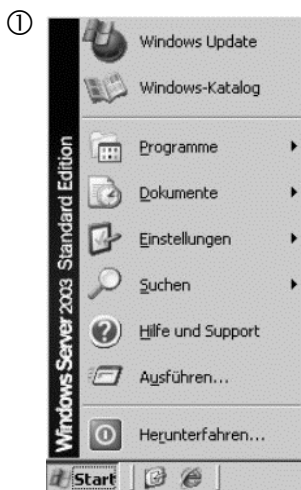 ①
Windows Update
Windows-Katalog
Programme
Dokumente
Einstellungen
Suchen
Hilfe und Support
Ausführen...
Herunterfahren...
Windows Server 2003 Standard Edition
Start